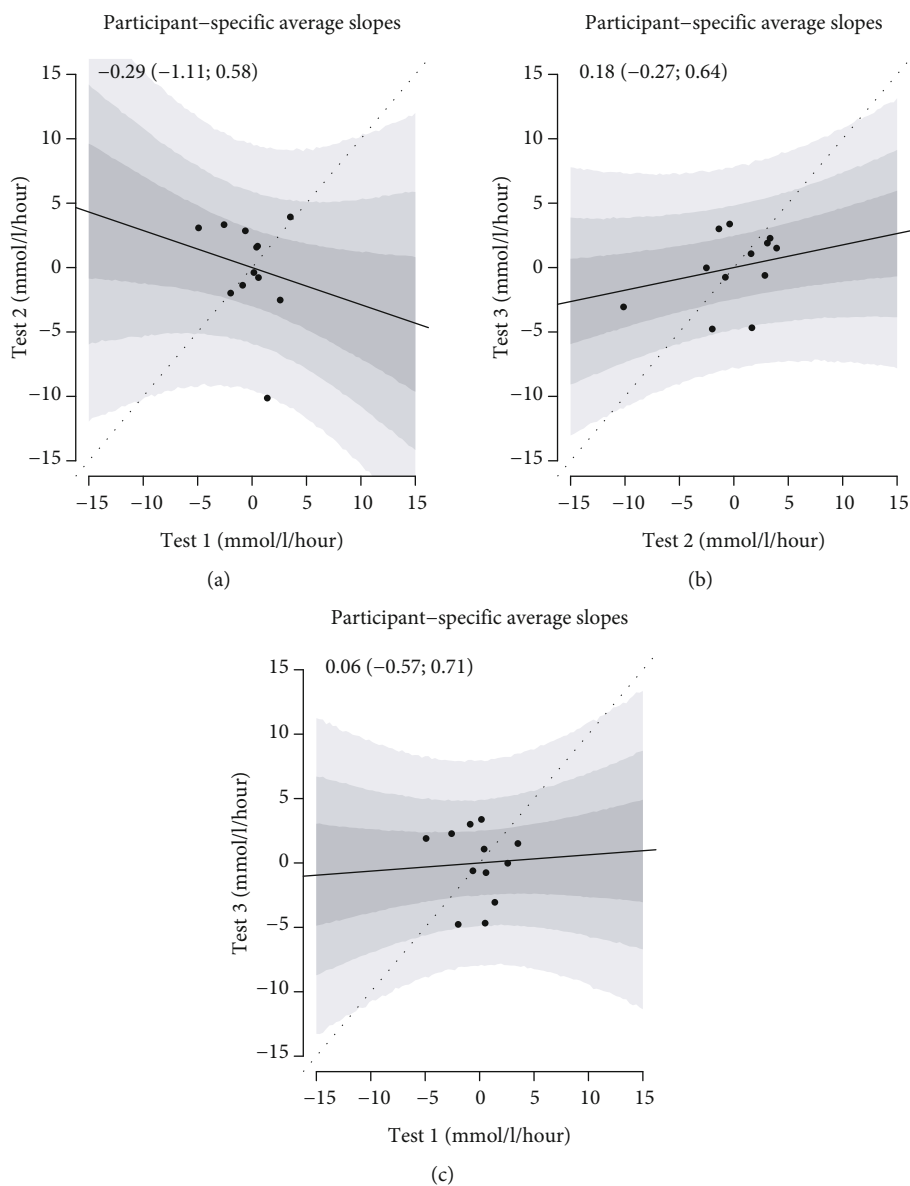 Participant−specific average slopes
−0.29 (−1.11; 0.58)
15
10
5
0
−5
−10
−15
Test 2 (mmol/l/hour)
−15 −10 −5 0 5 10 15
Test 1 (mmol/l/hour)
(a)
Participant−specific average slopes
0.18 (−0.27; 0.64)
15
10
5
0
−5
−10
−15
Test 3 (mmol/l/hour)
−15 −10 −5 0 5 10 15
Test 2 (mmol/l/hour)
(b)
Participant−specific average slopes
0.06 (−0.57; 0.71)
15
10
5
0
−5
−10
−15
Test 3 (mmol/l/hour)
−15 −10 −5 0 5 10 15
Test 1 (mmol/l/hour)
(c)